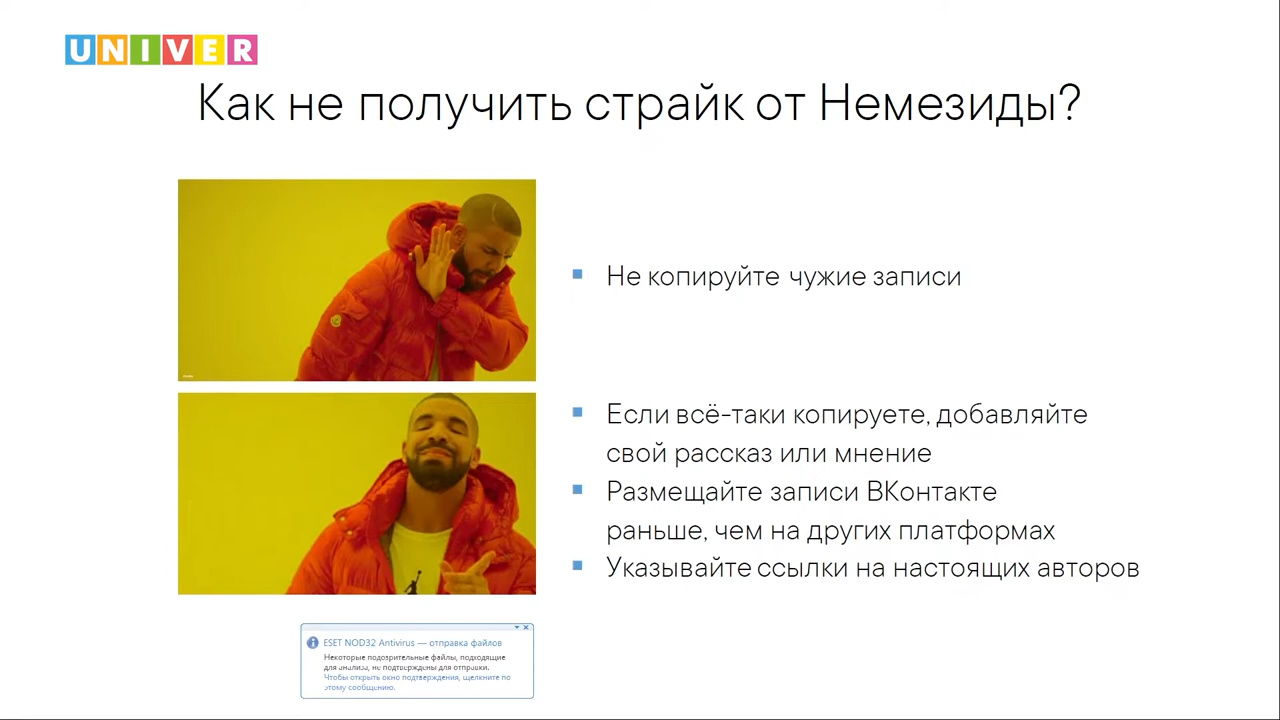 UNIVER
Как не получить страйк от Немезиды?
Не копируйте чужие записи
Если всё-таки копируете, добавляйте
свой рассказ или мнение
Размещайте записи ВКонтакте
раньше, чем на других платформах
Указывайте ссылки на настоящих авторов
ESET NOD32 Antivirus — отправка файлов
Некоторые подозрительные файлы, подходящие
для анализа, не подтверждены для отправки.
Чтобы открыть окно подтверждения, щелкните по
этому сообщению.